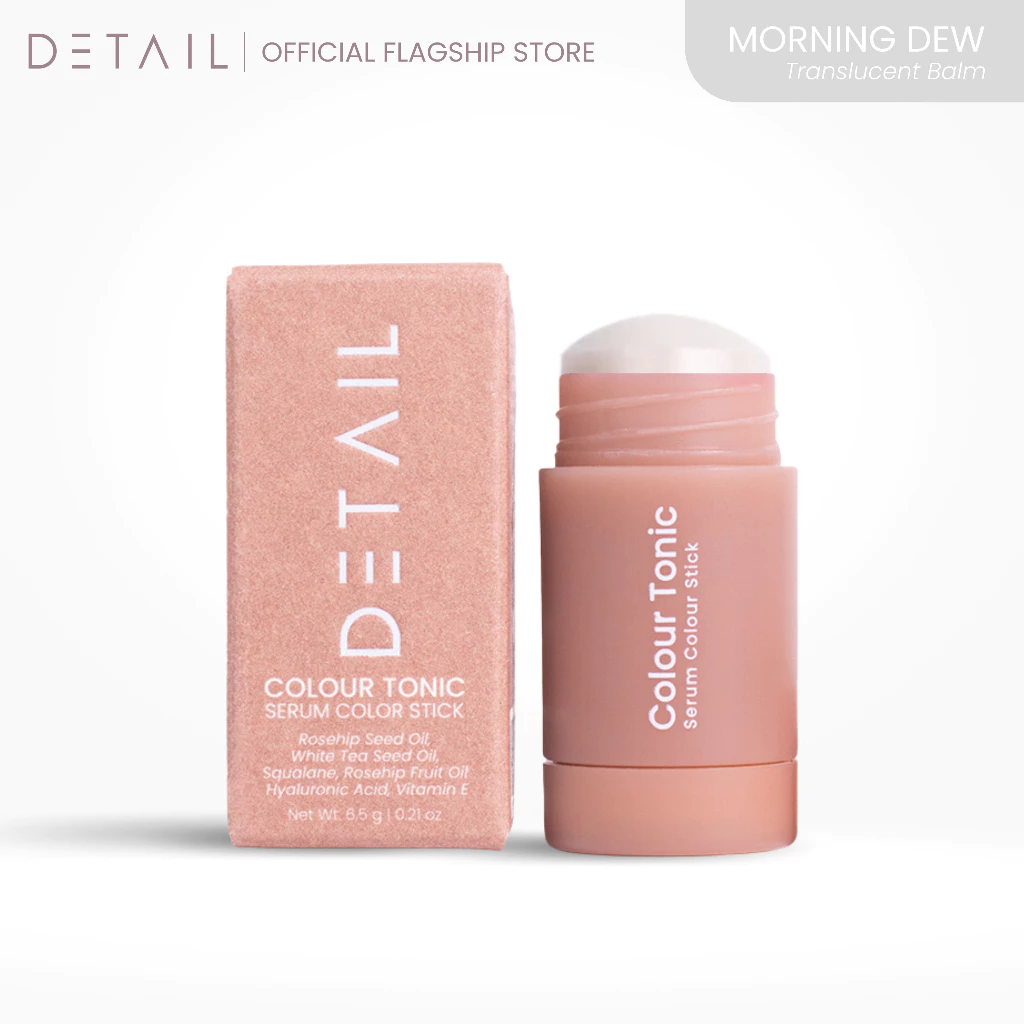 DETAIL | OFFICIAL FLAGSHIP STORE
MORNING DEW
Translucent Balm
DETAIL
COLOUR TONIC
SERUM COLOR STICK
Rosehip Seed Oil,
White Tea Seed Oil,
Squalane, Rosehip Fruit Oil
Hyaluronic Acid, Vitamin E
Net Wt. 6.5 g | 0.21 oz
Colour Tonic
Serum Colour Stick